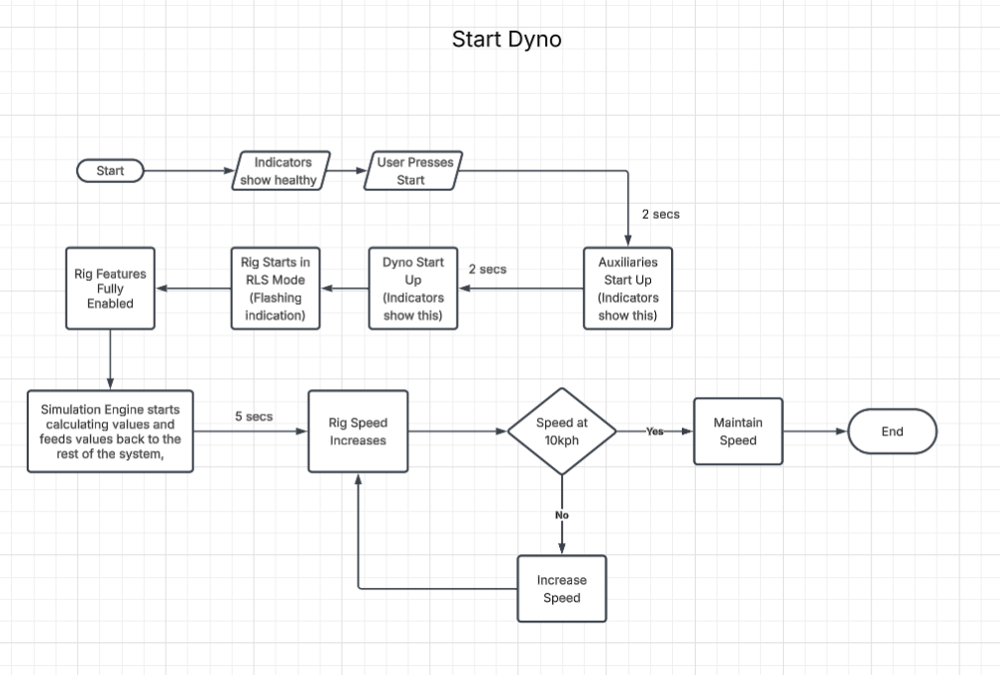 Start Dyno
Start
Indicators
show healthy
User Presses
Start
2 secs
Rig Features
Fully
Enabled
Rig Starts in
RLS Mode
(Flashing
indication)
Dyno Start
Up
(Indicators
show this)
2 secs
Auxiliaries
Start Up
(Indicators
show this)
Simulation Engine starts
calculating values and
feeds values back to the
rest of the system,
5 secs
Rig Speed
Increases
Speed at
10kph
Yes
Maintain
Speed
End
No
Increase
Speed